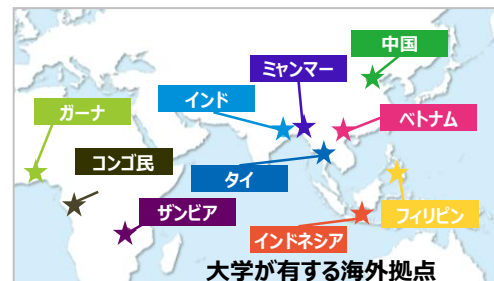 中国
ミャンマー
インド
ガーナ
ベトナム
コンゴ民
タイ
ザンビア
フィリピン
インドネシア
大学が有する海外拠点